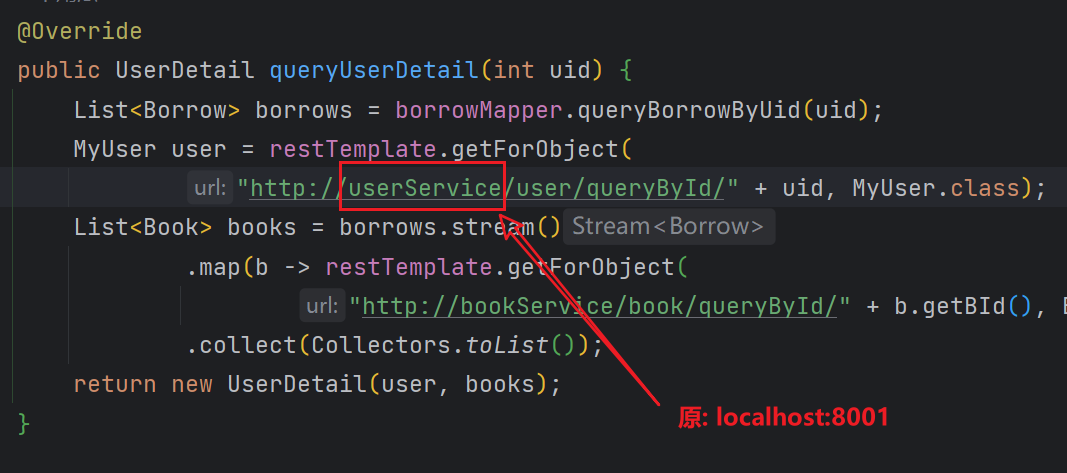 @Override
public UserDetail queryUserDetail(int uid) {
List<Borrow> borrows = borrowMapper.queryBorrowByUid(uid);
MyUser user = restTemplate.getForObject(
url: "http://userService/user/queryById/" + uid, MyUser.class);
List<Book> books = borrows.stream() Stream<Borrow>
.map(b -> restTemplate.getForObject(
url: "http://bookService/book/queryById/" + b.getBId(),
.collect(Collectors.toList());
return new UserDetail(user, books);
原: localhost:8001
}